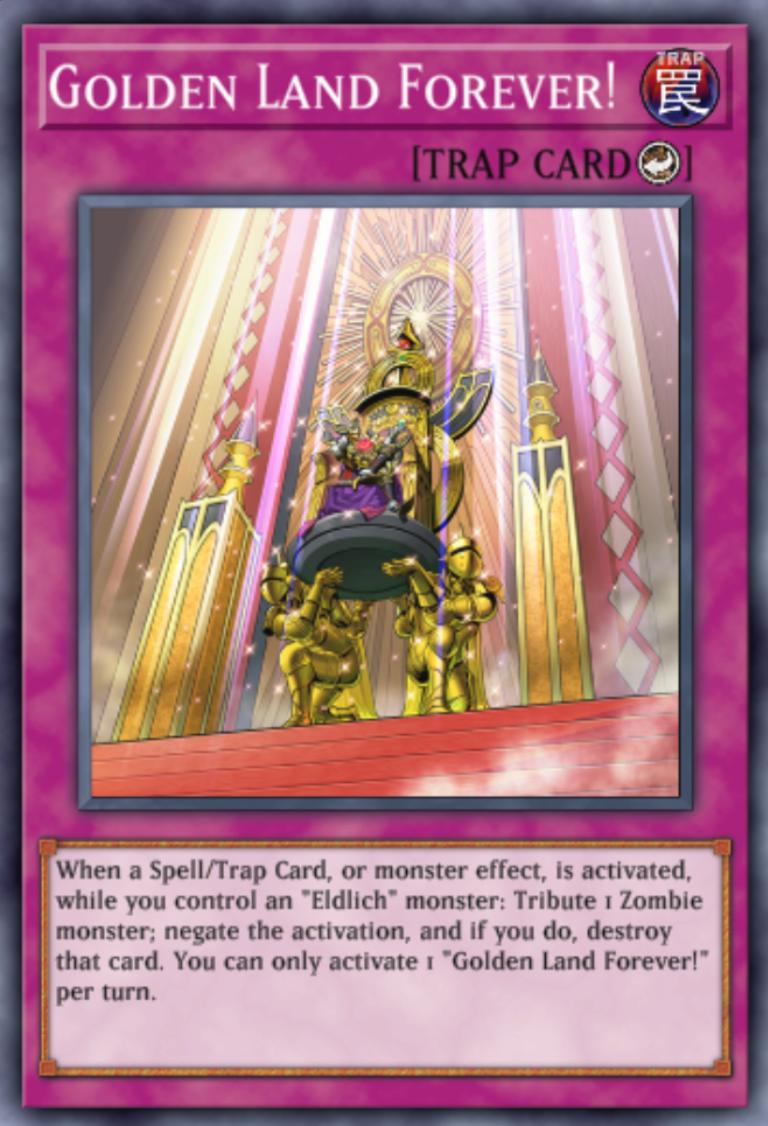 GOLDEN LAND FOREVER!
TRAP
罠
[TRAP CARD]
When a Spell/Trap Card, or monster effect, is activated,
while you control an "Eldlich" monster: Tribute 1 Zombie
monster; negate the activation, and if you do, destroy
that card. You can only activate 1 "Golden Land Forever!"
per turn.